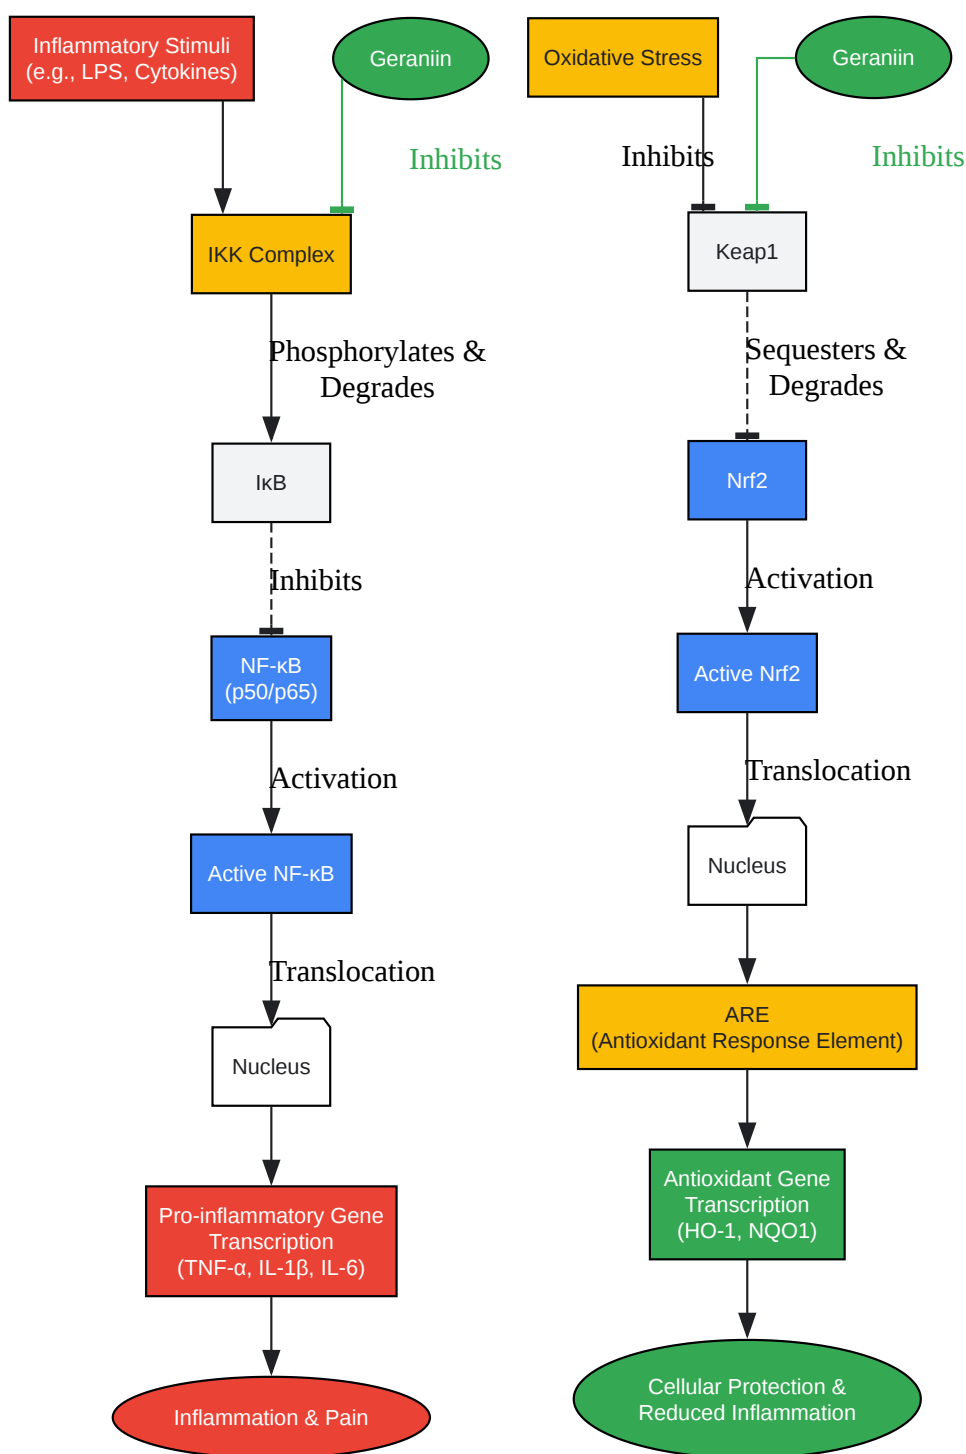 Inflammatory Stimuli
(e.g., LPS, Cytokines)
Geraniin
Inhibits
IKK Complex
Phosphorylates &
Degrades
IκB
Inhibits
NF-κB
(p50/p65)
Activation
Active NF-κB
Translocation
Nucleus
Pro-inflammatory Gene
Transcription
(TNF-α, IL-1β, IL-6)
Inflammation & Pain
Oxidative Stress
Geraniin
Inhibits
Inhibits
Keap1
Sequesters &
Degrades
Nrf2
Activation
Active Nrf2
Translocation
Nucleus
ARE
(Antioxidant Response Element)
Antioxidant Gene
Transcription
(HO-1, NQO1)
Cellular Protection &
Reduced Inflammation